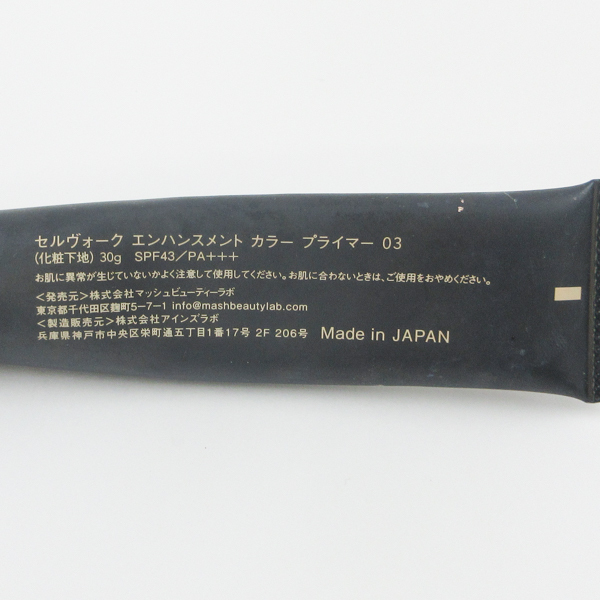 セルヴォーク エンハンスメント カラー プライマー 03
(化粧下地) 30g SPF43/PA+++
お肌に異常が生じていないかよく注意して使用してください。お肌に合わないときは、ご使用をおやめください。
<発売元>株式会社マッシュビューティーラボ
東京都千代田区麹町5-7-1 info@mashbeautylab.com
<製造販売元>株式会社アインズラボ
兵庫県神戸市中央区栄町通五丁目1番17号 2F 206号 Made in JAPAN